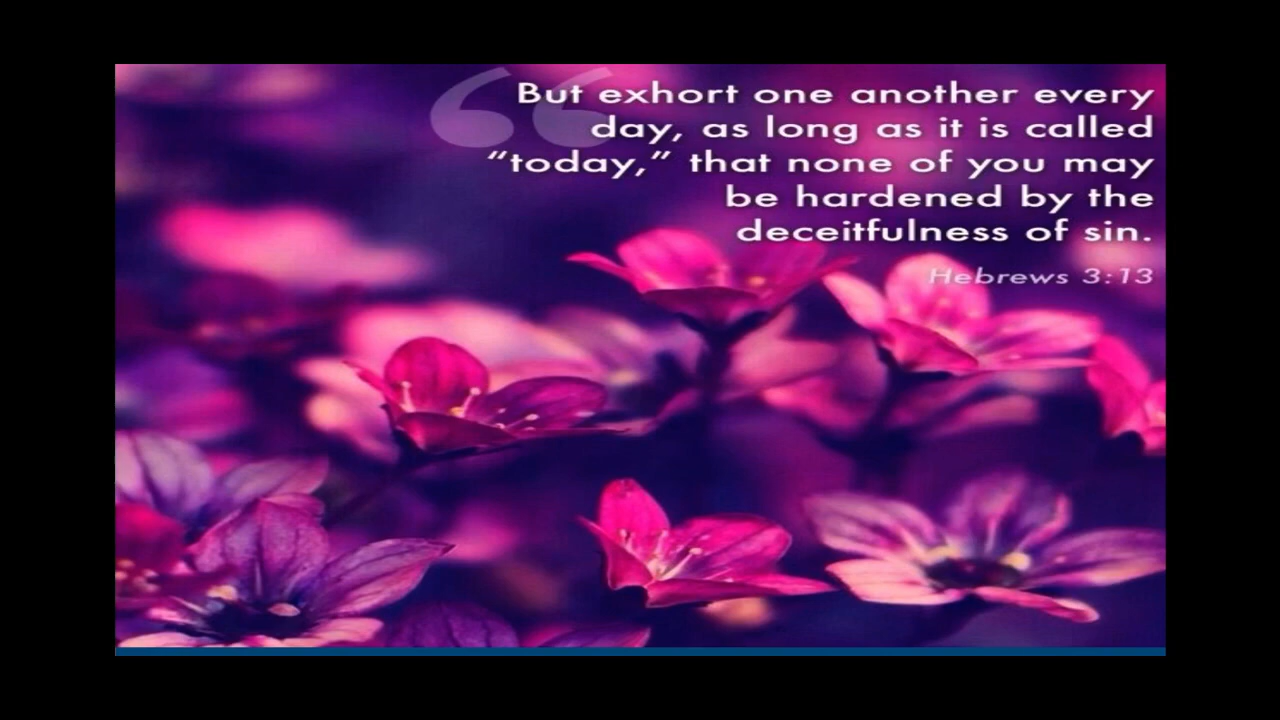 But exhort one another every
day, as long as it is called
“today,” that none of you may
be hardened by the
deceitfulness of sin.
Hebrews 3:13